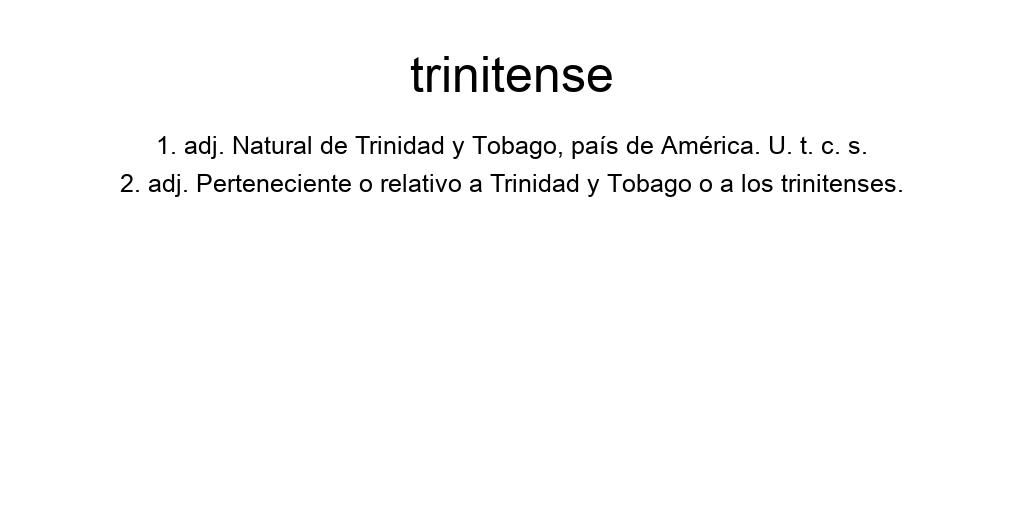 trinitense
1. adj. Natural de Trinidad y Tobago, país de América. U. t. c. s.
2. adj. Perteneciente o relativo a Trinidad y Tobago o a los trinitenses.